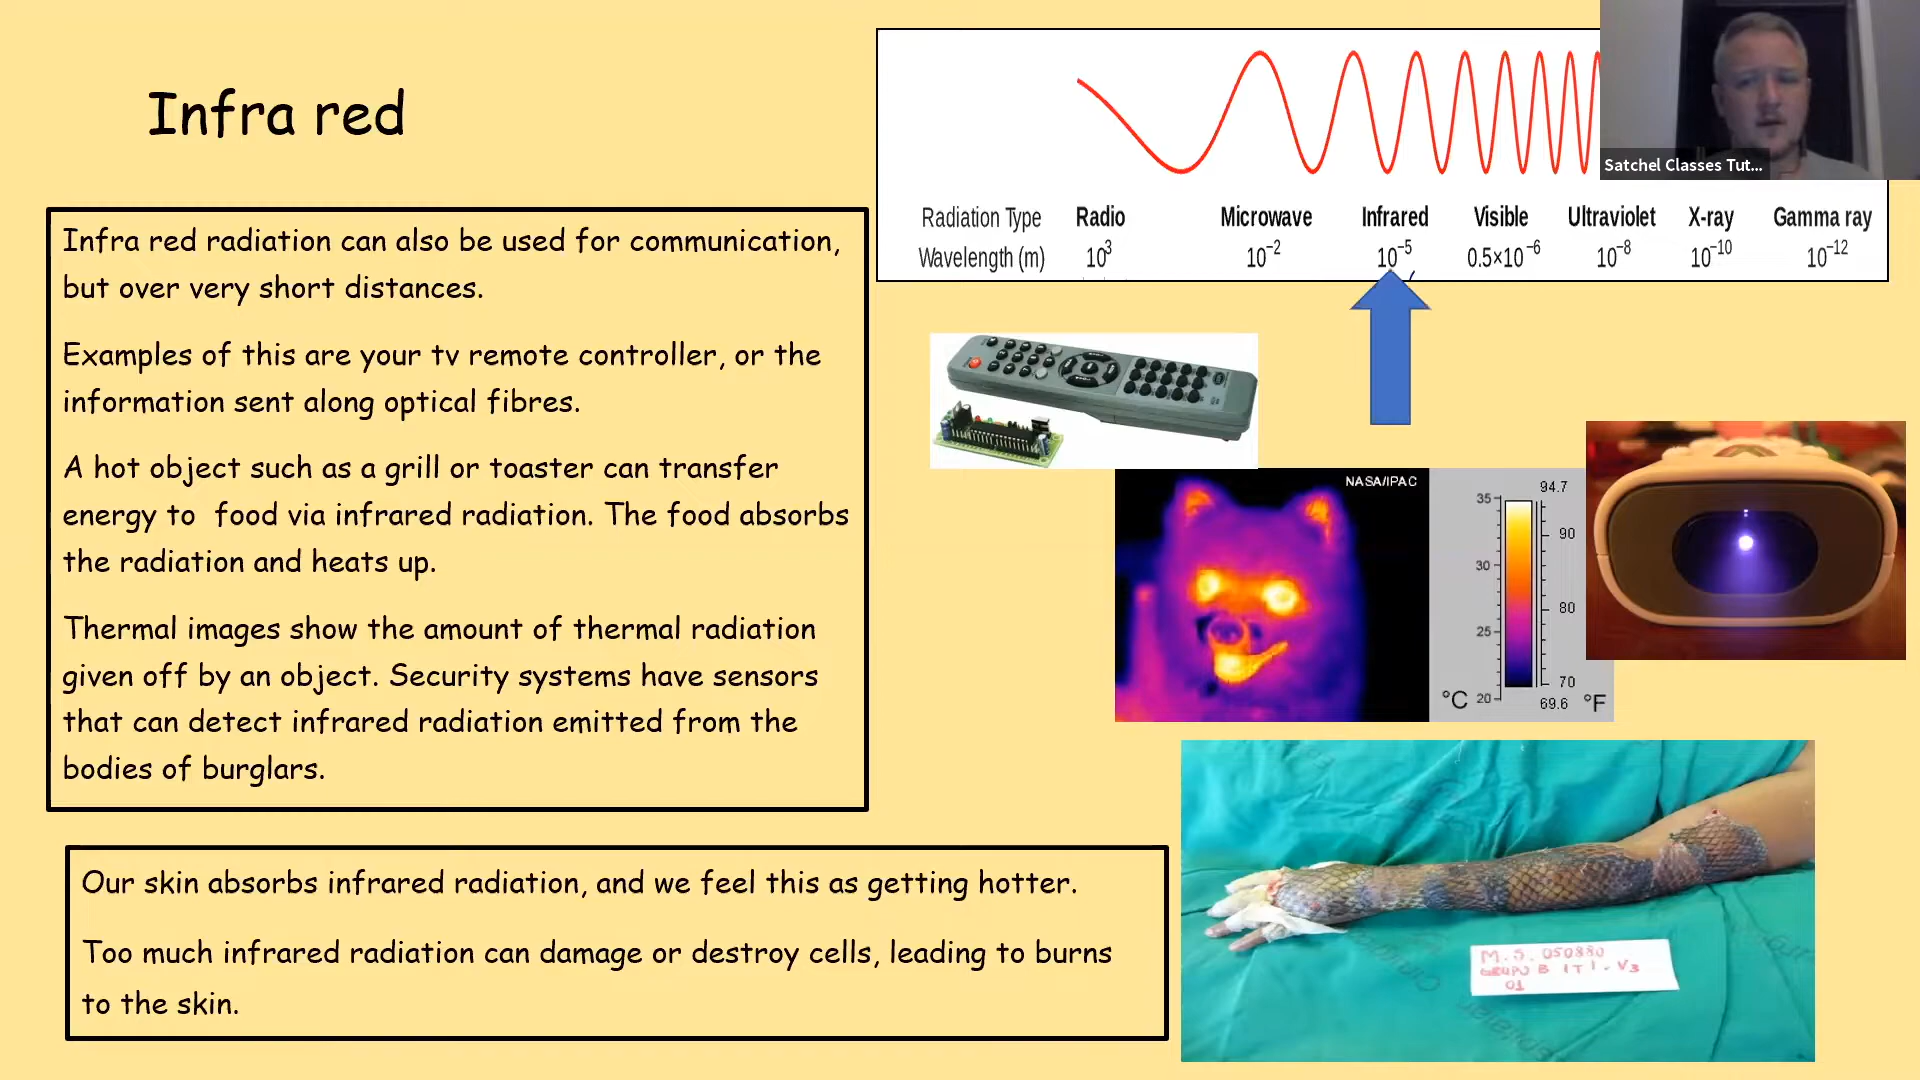 Infra red
Infra red radiation can also be used for communication,
but over very short distances.
Examples of this are your tv remote controller, or the
information sent along optical fibres.
A hot object such as a grill or toaster can transfer
energy to  food via infrared radiation. The food absorbs
the radiation and heats up.
Thermal images show the amount of thermal radiation
given off by an object. Security systems have sensors
that can detect infrared radiation emitted from the
bodies of burglars.
Our skin absorbs infrared radiation, and we feel this as getting hotter.
Too much infrared radiation can damage or destroy cells, leading to burns
to the skin.
Satchel Classes Tut...
Radiation Type Radio Microwave Infrared Visible Ultraviolet X-ray Gamma ray
Wavelength (m) 10³ 10⁻² 10⁻⁵ 0.5×10⁻⁶ 10⁻⁸ 10⁻¹⁰ 10⁻¹²
NASA/IPAC
94.7
35
90
30
80
25
70
°C 20 69.6 °F
M. S. 050880
GRUPO B
01